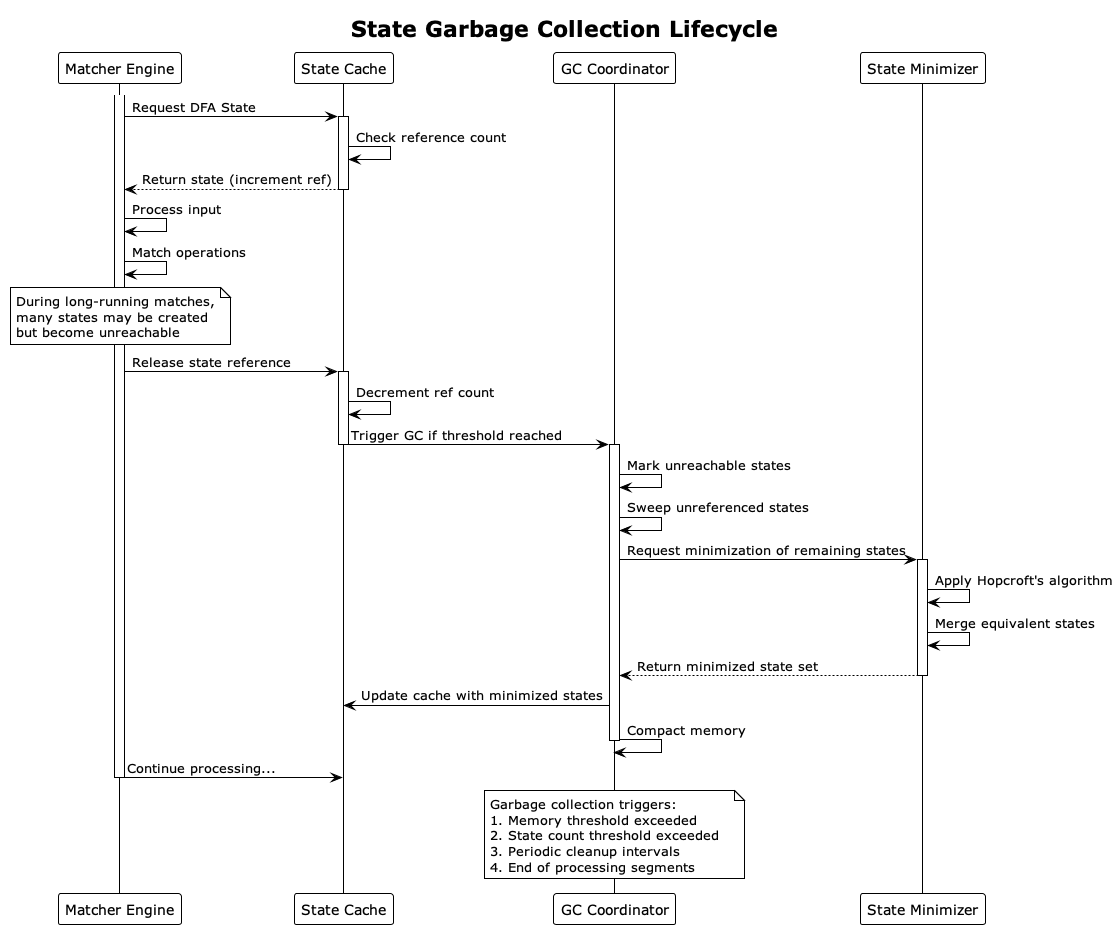 State Garbage Collection Lifecycle
Matcher Engine
State Cache
GC Coordinator
State Minimizer
Request DFA State
Check reference count
Return state (increment ref)
Process input
Match operations
During long-running matches,
many states may be created
but become unreachable
Release state reference
Decrement ref count
Trigger GC if threshold reached
Mark unreachable states
Sweep unreferenced states
Request minimization of remaining states
Apply Hopcroft's algorithm
Merge equivalent states
Return minimized state set
Update cache with minimized states
Compact memory
Continue processing...
Garbage collection triggers:
1. Memory threshold exceeded
2. State count threshold exceeded
3. Periodic cleanup intervals
4. End of processing segments
Matcher Engine
State Cache
GC Coordinator
State Minimizer